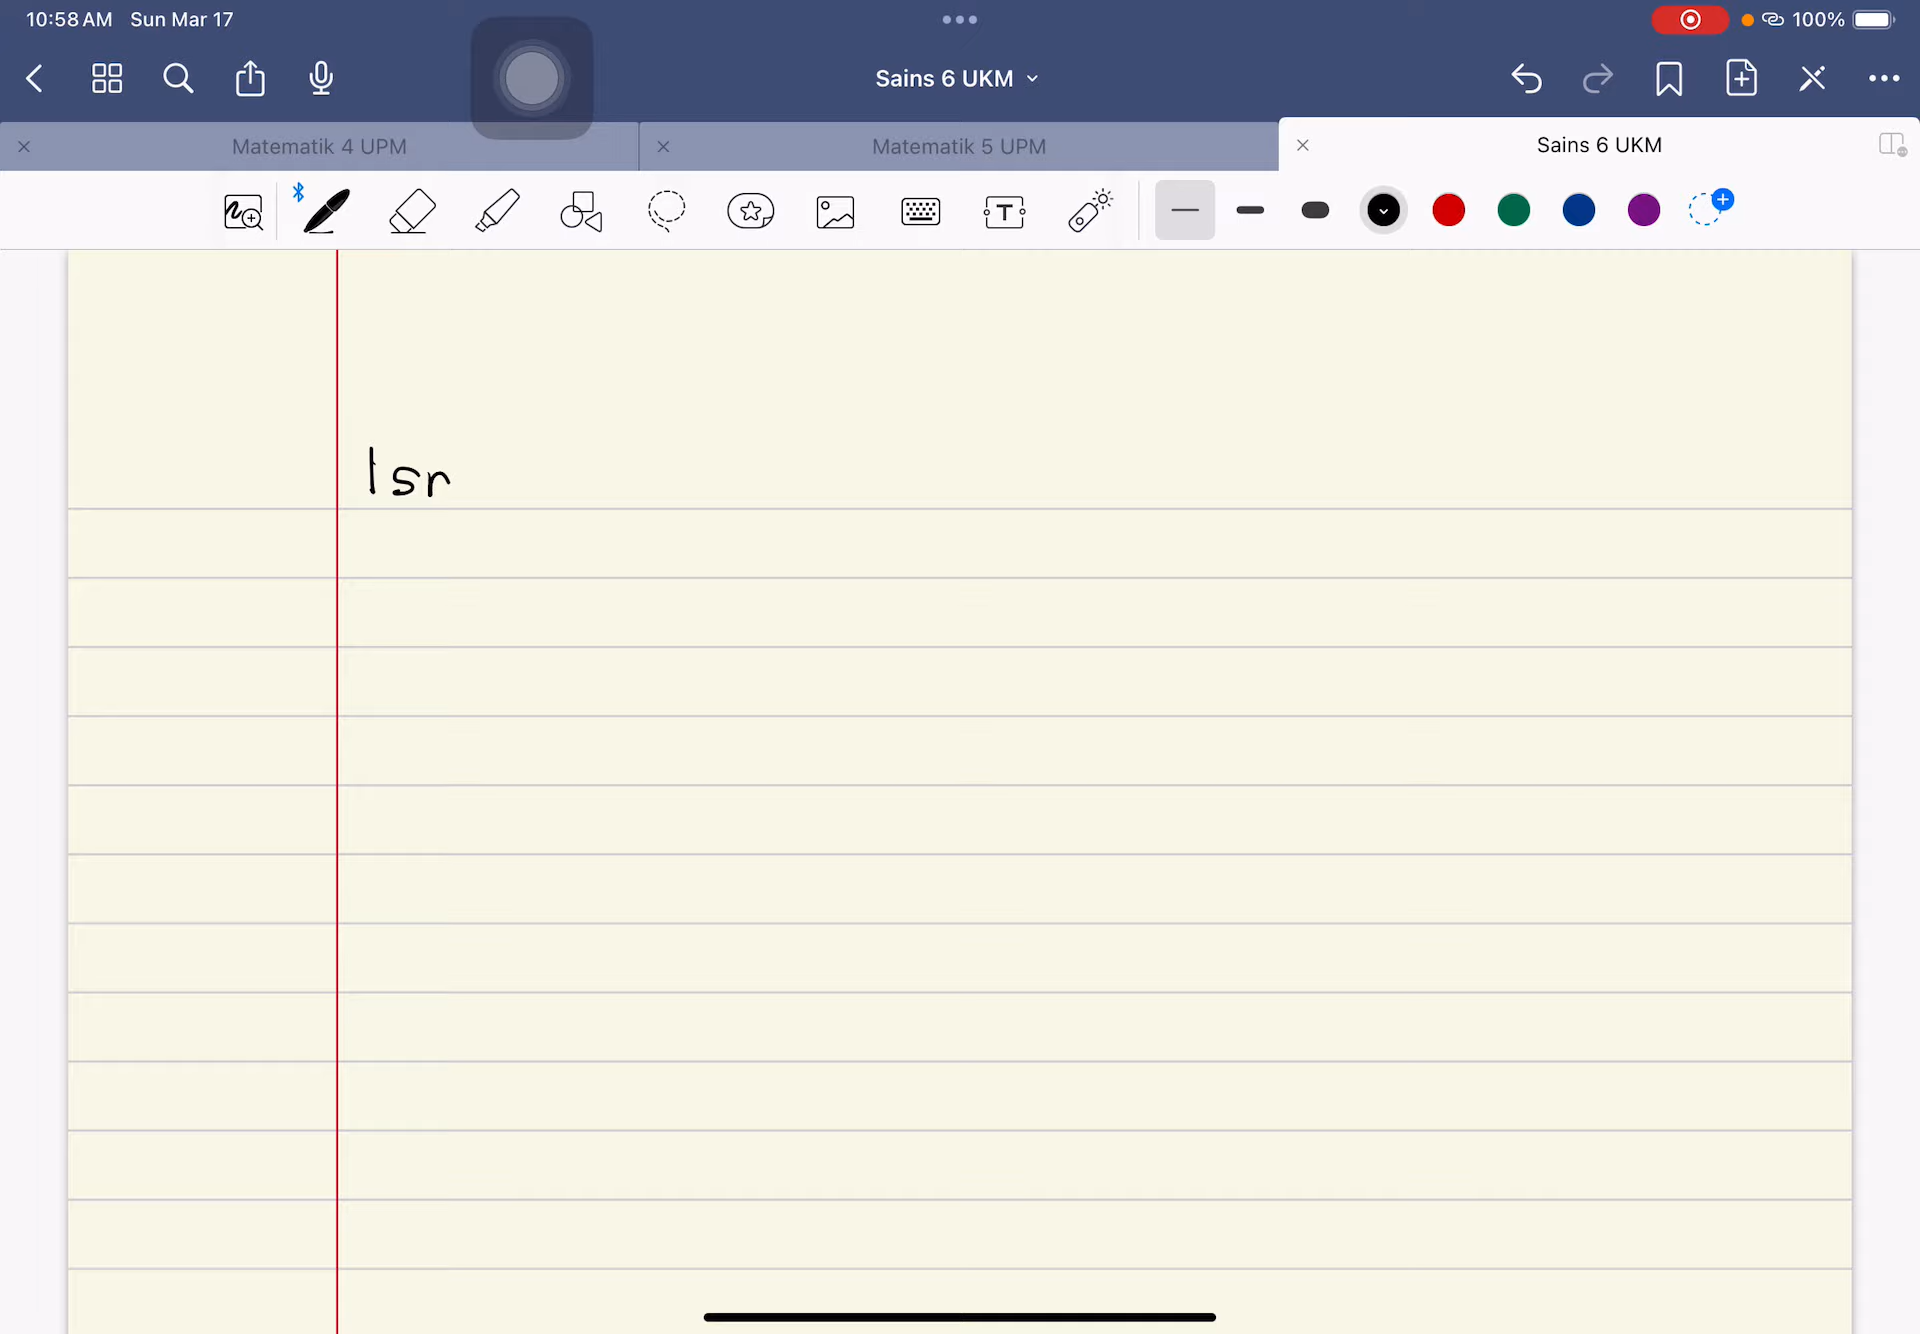 10:58 AM Sun Mar 17
100%
Sains 6 UKM
Matematik 4 UPM
Matematik 5 UPM
Sains 6 UKM
T
Isr